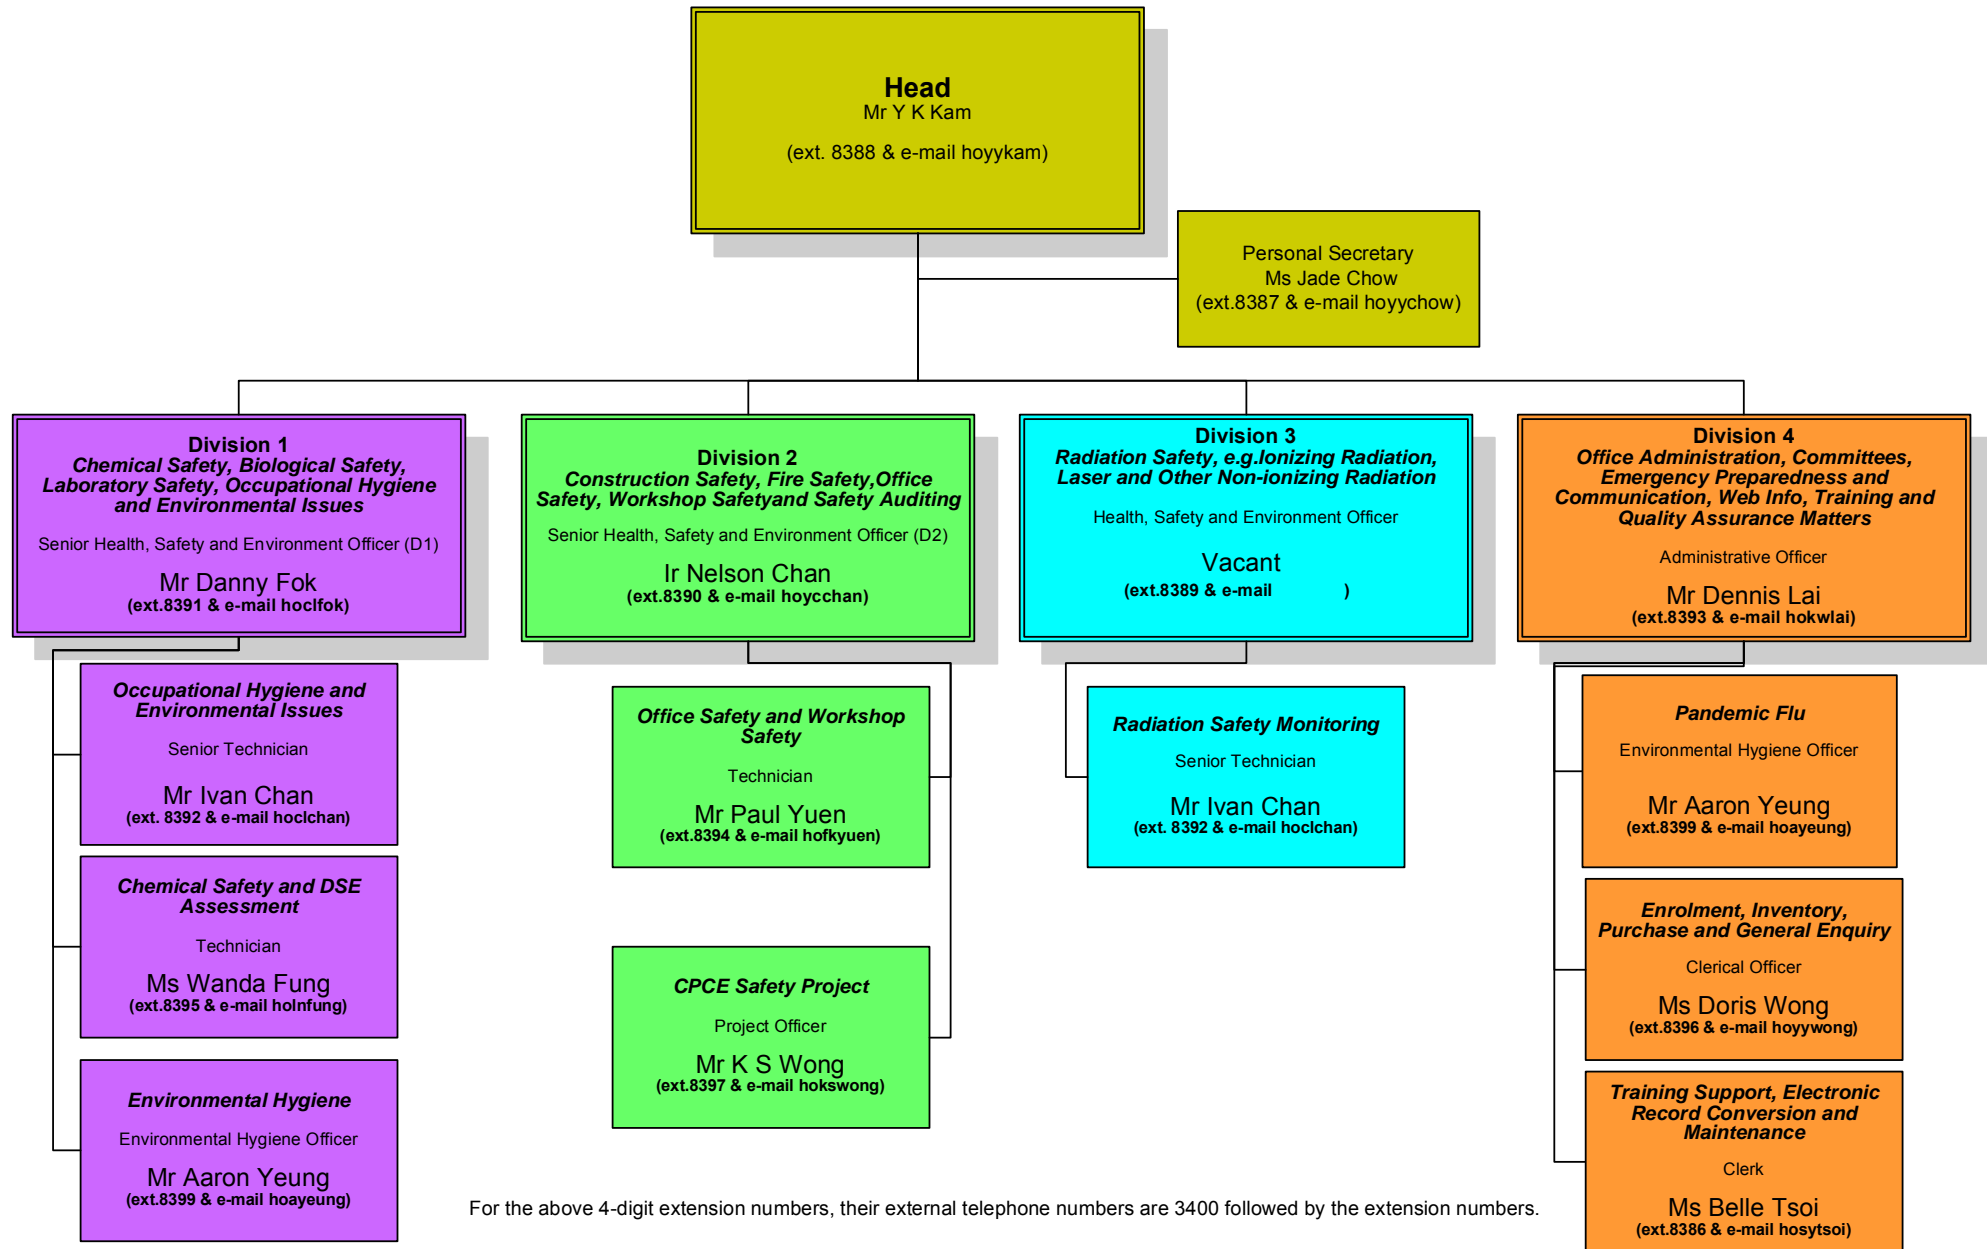 Head
Mr Y K Kam
(ext. 8388 & e-mail hoyykam)
Personal Secretary
Ms Jade Chow
(ext.8387 & e-mail hoyychow)
Division 1
Chemical Safety, Biological Safety,
Laboratory Safety, Occupational Hygiene
and Environmental Issues
Senior Health, Safety and Environment Officer (D1)
Mr Danny Fok
(ext.8391 & e-mail hoclfok)
Division 2
Construction Safety, Fire Safety,Office
Safety, Workshop Safetyand Safety Auditing
Senior Health, Safety and Environment Officer (D2)
Ir Nelson Chan
(ext.8390 & e-mail hoycchan)
Division 3
Radiation Safety, e.g.Ionizing Radiation,
Laser and Other Non-ionizing Radiation
Health, Safety and Environment Officer
Vacant
(ext.8389 & e-mail )
Division 4
Office Administration, Committees,
Emergency Preparedness and
Communication, Web Info, Training and
Quality Assurance Matters
Administrative Officer
Mr Dennis Lai
(ext.8393 & e-mail hokwlai)
Occupational Hygiene and
Environmental Issues
Senior Technician
Mr Ivan Chan
(ext. 8392 & e-mail hoclchan)
Chemical Safety and DSE
Assessment
Technician
Ms Wanda Fung
(ext.8395 & e-mail holnfung)
Environmental Hygiene
Environmental Hygiene Officer
Mr Aaron Yeung
(ext.8399 & e-mail hoayeung)
Office Safety and Workshop
Safety
Technician
Mr Paul Yuen
(ext.8394 & e-mail hofkyuen)
CPCE Safety Project
Project Officer
Mr K S Wong
(ext.8397 & e-mail hokswong)
Radiation Safety Monitoring
Senior Technician
Mr Ivan Chan
(ext. 8392 & e-mail hoclchan)
Pandemic Flu
Environmental Hygiene Officer
Mr Aaron Yeung
(ext.8399 & e-mail hoayeung)
Enrolment, Inventory,
Purchase and General Enquiry
Clerical Officer
Ms Doris Wong
(ext.8396 & e-mail hoyywong)
Training Support, Electronic
Record Conversion and
Maintenance
Clerk
Ms Belle Tsoi
(ext.8386 & e-mail hosytsoi)
For the above 4-digit extension numbers, their external telephone numbers are 3400 followed by the extension numbers.